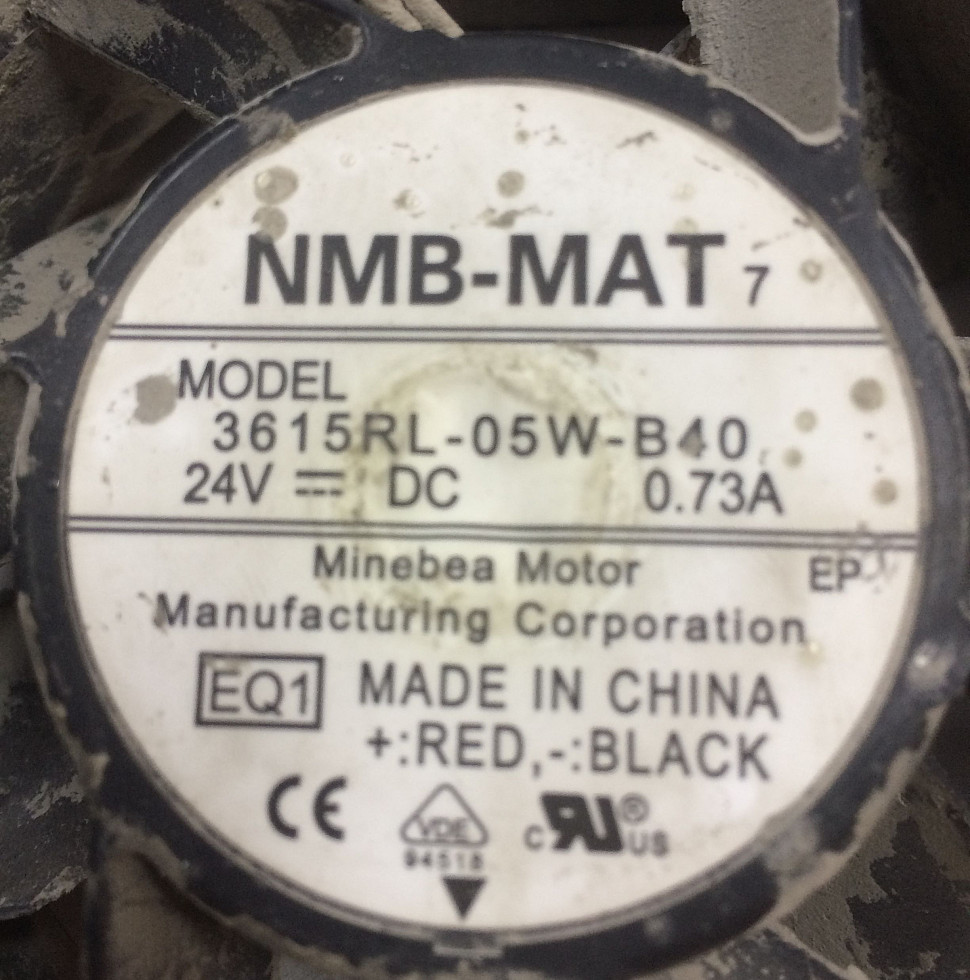 NMB-MAT 7
MODEL
3615RL-05W-B40
24V ⎓ DC 0.73A
Minebea Motor EP
Manufacturing Corporation
EQ1 MADE IN CHINA
+:RED,-:BLACK
CE VDE c RU® US
94518